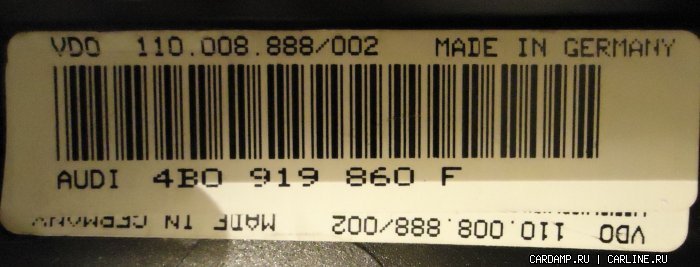 VDO 110.008.888/002 MADE IN GERMANY
AUDI 4B0 919 860 F
VDO 110.008.888/002 MADE IN GERMANY
CARDAMP.RU | CARLINE.RU